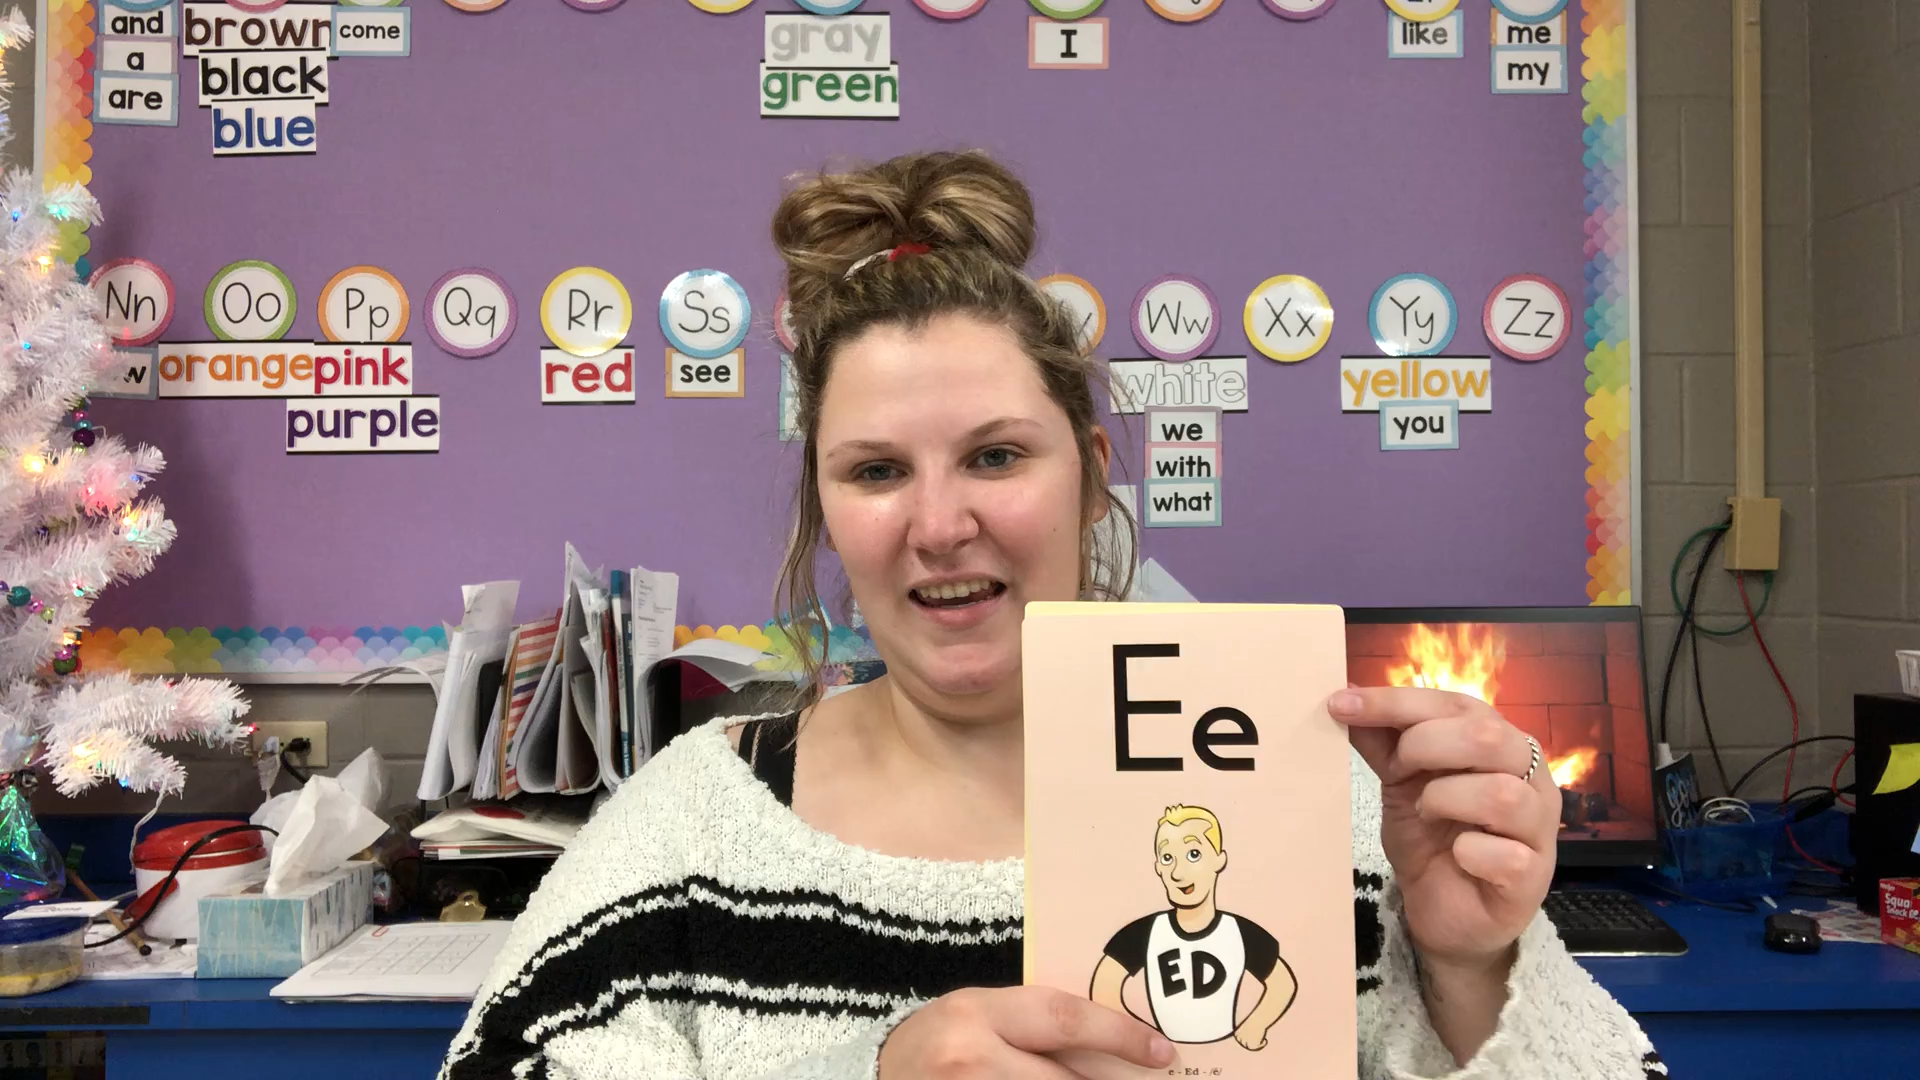 and
a
are
brown
black
blue
come
gray
green
I
like
me
my
Nn
Oo
Pp
Qq
Rr
Ss
Ww
Xx
Yy
Zz
orange
pink
purple
red
see
white
we
with
what
yellow
you
Ee
ED
e - Ed - /ĕ/